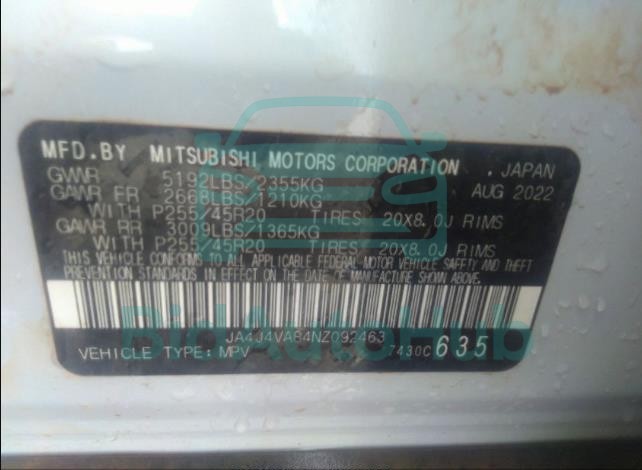 MFD.BY MITSUBISHI MOTORS CORPORATION . JAPAN
GVWR 5192LBS/2355KG AUG 2022
GAWR FR 2668LBS/1210KG
WITH P255/45R20 TIRES 20X8.0J RIMS
GAWR RR 3009LBS/1365KG
WITH P255/45R20 TIRES 20X8.0J RIMS
THIS VEHICLE CONFORMS TO ALL APPLICABLE FEDERAL MOTOR VEHICLE SAFETY AND THEFT
PREVENTION STANDARDS IN EFFECT ON THE DATE OF MANUFACTURE SHOWN ABOVE.
JA4J4VA84NZ092463
BidAutoHub
VEHICLE TYPE: MPV 7430C 635